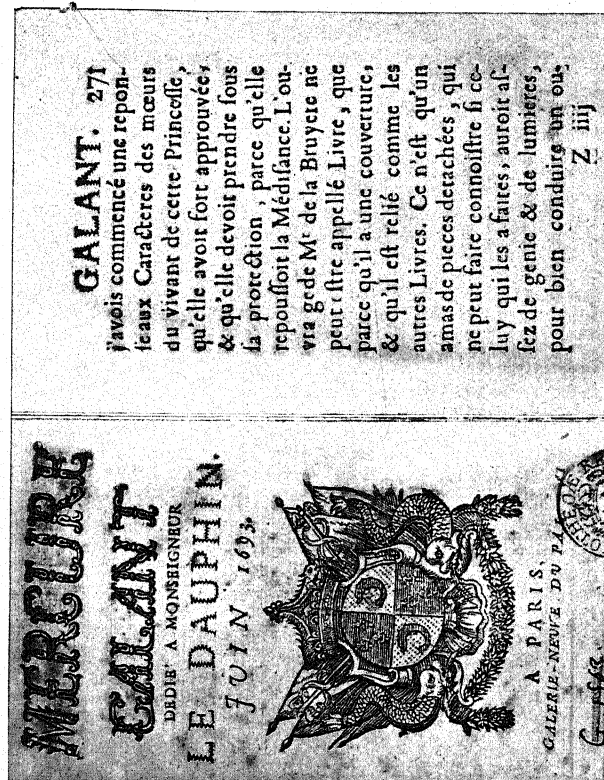 MERCURE
GALANT
DEDIE' A MONSEIGNEUR
LE DAUPHIN.
JUIN 1693.
A PARIS,
GALERIE-NEUVE DU PAL
GALANT. 271
j'avois commencé une repon-
se aux Caracteres des mœurs
du vivant de cette Princesse,
qu'elle avoit fort approuvée,
& qu'elle devoit prendre sous
sa protection, parce qu'elle
repoussoit la Médisance. L'ou-
vrage de Mr de la Bruyere ne
peut estre appellé Livre, que
parce qu'il a une couverture,
& qu'il est relié comme les
autres Livres. Ce n'est qu'un
amas de pieces detachées, qui
ne peut faire connoistre si ce-
luy qui les a faites, auroit as-
sez de genie & de lumieres,
pour bien conduire un ou-
Z iiij